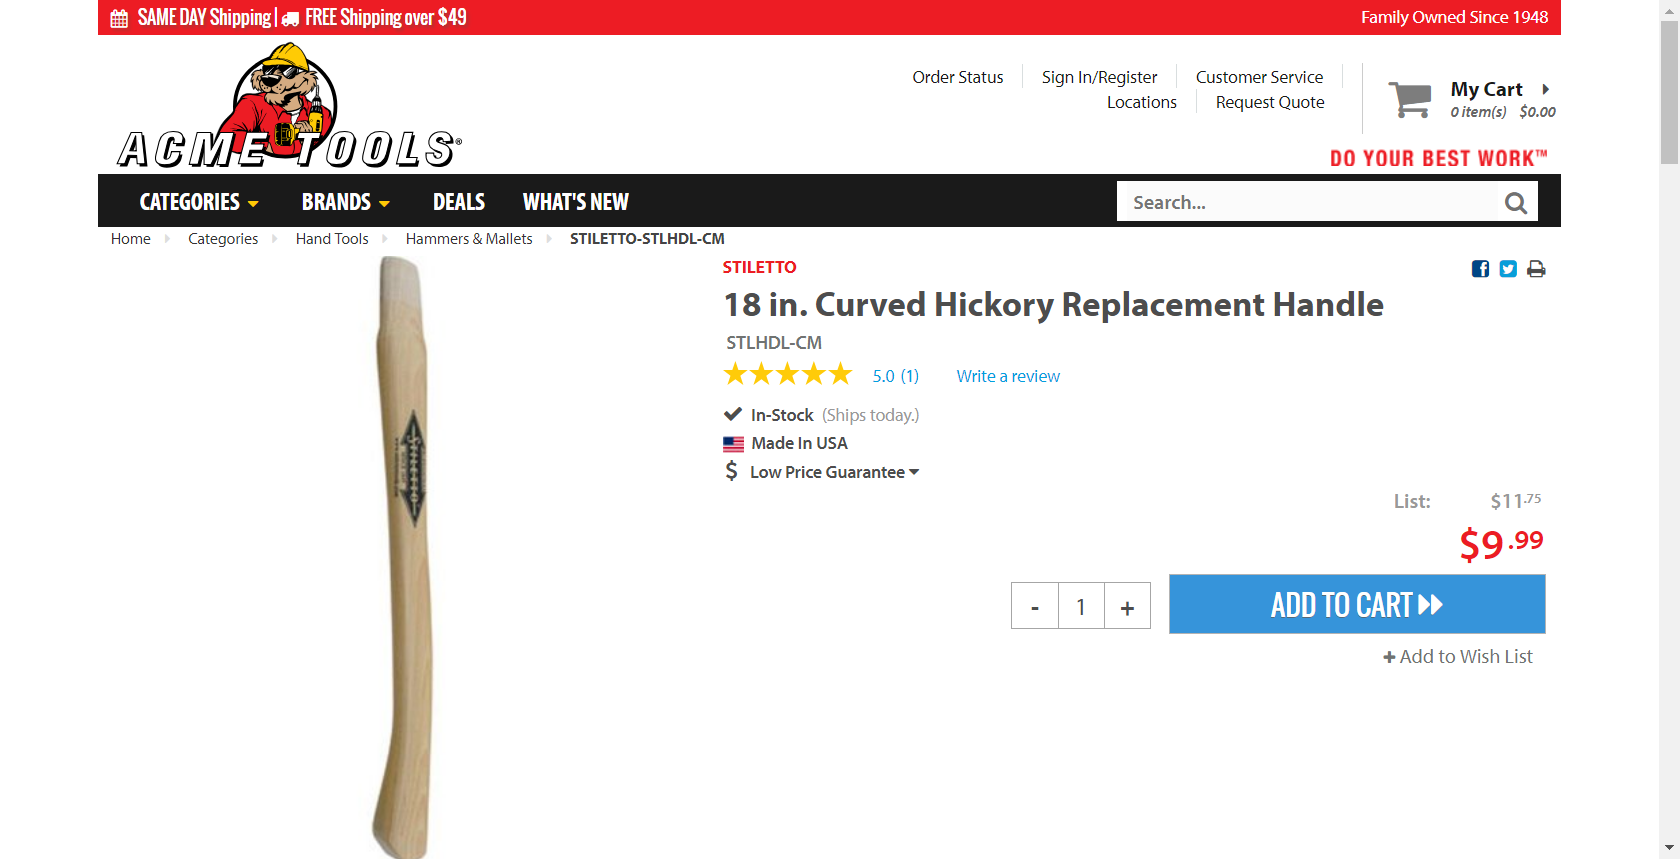 SAME DAY Shipping | FREE Shipping over $49
Family Owned Since 1948
ACME TOOLS®
Order Status
Sign In/Register
Customer Service
Locations
Request Quote
My Cart
0 item(s) $0.00
DO YOUR BEST WORK™
CATEGORIES
BRANDS
DEALS
WHAT'S NEW
Search...
Home
Categories
Hand Tools
Hammers & Mallets
STILETTO-STLHDL-CM
STILETTO
18 in. Curved Hickory Replacement Handle
STLHDL-CM
5.0 (1)
Write a review
In-Stock (Ships today.)
Made In USA
$ Low Price Guarantee
List: $11.75
$9.99
- 1 +
ADD TO CART
+ Add to Wish List
STILETTO